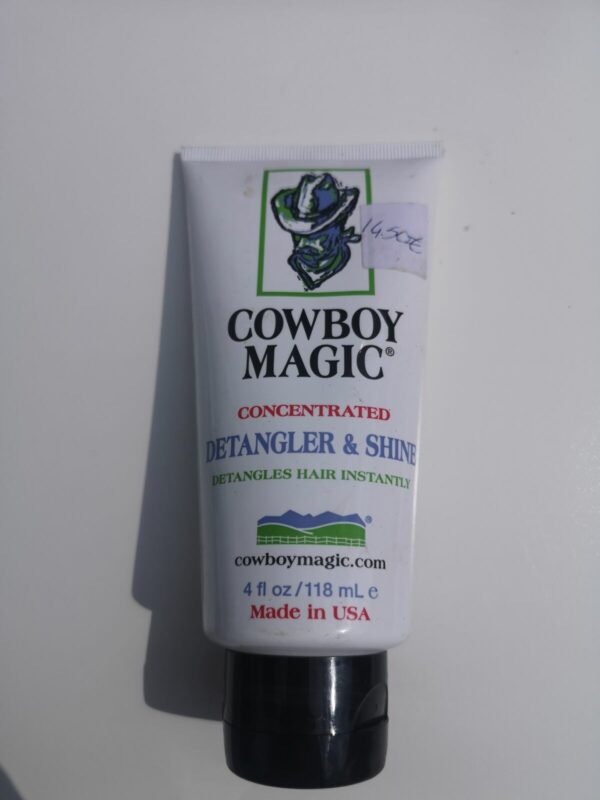 14.50€
COWBOY
MAGIC®
CONCENTRATED
DETANGLER & SHINE
DETANGLES HAIR INSTANTLY
®
cowboymagic.com
4 fl oz/118 mL e
Made in USA